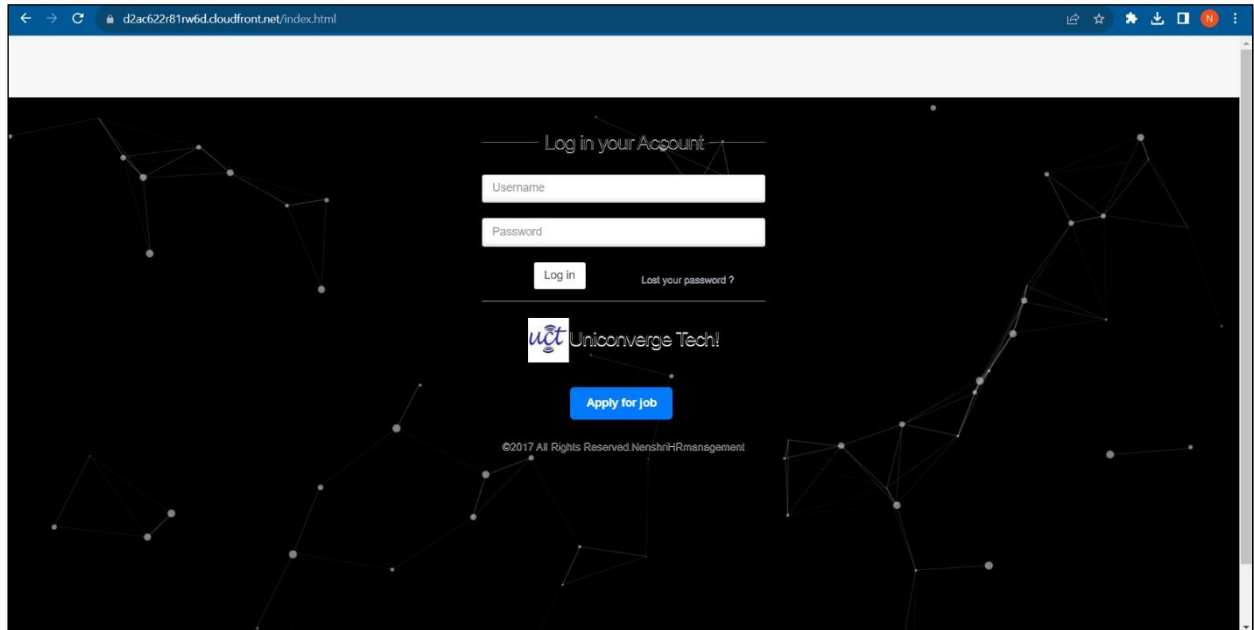 d2ac622r81rw6d.cloudfront.net/index.html
N
Log in your Account
Username
Password
Log in
Lost your password ?
uct Uniconverge Tech!
Apply for job
©2017 All Rights Reserved.NenshriHRmanagement